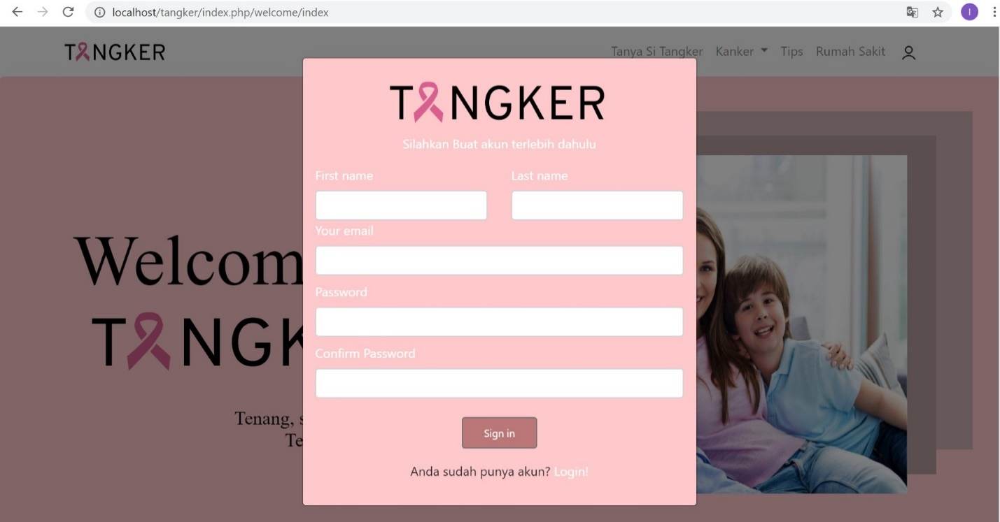 localhost/tangker/index.php/welcome/index
I
TANGKER
Tanya Si Tangker Kanker Tips Rumah Sakit
TANGKER
Silahkan Buat akun terlebih dahulu
First name Last name
Your email
Password
Confirm Password
Sign in
Anda sudah punya akun? Login!
Welcom
TANGK
Tenang, s
Te